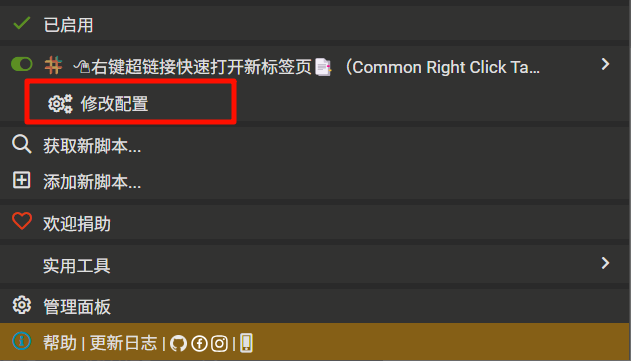 已启用
右键超链接快速打开新标签页 （Common Right Click Ta…
修改配置
获取新脚本...
添加新脚本...
欢迎捐助
实用工具
管理面板
帮助 | 更新日志 | |